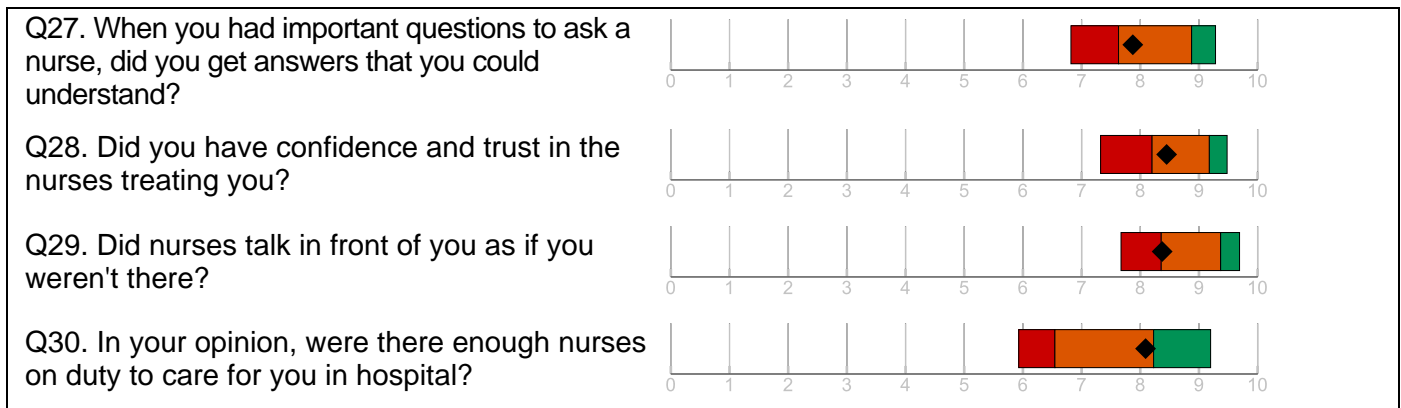 Q27. When you had important questions to ask a
nurse, did you get answers that you could
understand?
0 1 2 3 4 5 6 7 8 9 10
Q28. Did you have confidence and trust in the
nurses treating you?
0 1 2 3 4 5 6 7 8 9 10
Q29. Did nurses talk in front of you as if you
weren't there?
0 1 2 3 4 5 6 7 8 9 10
Q30. In your opinion, were there enough nurses
on duty to care for you in hospital?
0 1 2 3 4 5 6 7 8 9 10